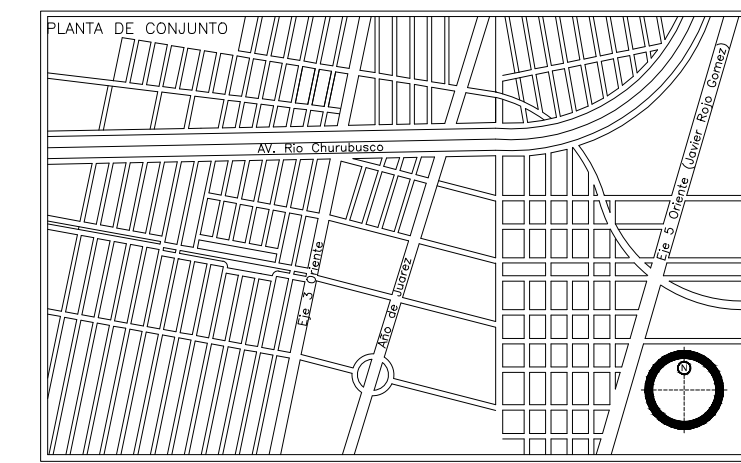 PLANTA DE CONJUNTO
AV. Rio Churubusco
Eje 5 Oriente (Javier Rojo Gomez)
Eje 3 Oriente
Año de Juarez
N